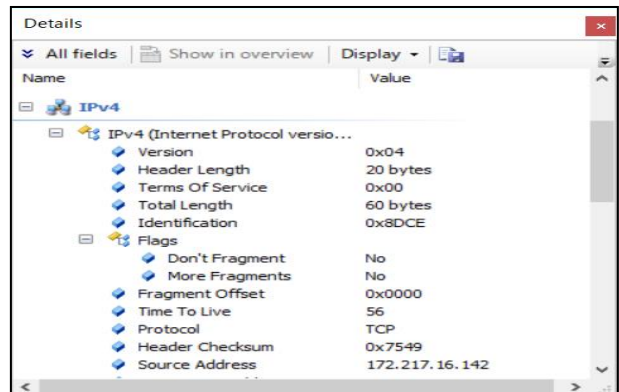 Details
All fields Show in overview Display
Name Value
IPv4
IPv4 (Internet Protocol versio...
Version 0x04
Header Length 20 bytes
Terms Of Service 0x00
Total Length 60 bytes
Identification 0x8DCE
Flags
Don't Fragment No
More Fragments No
Fragment Offset 0x0000
Time To Live 56
Protocol TCP
Header Checksum 0x7549
Source Address 172.217.16.142